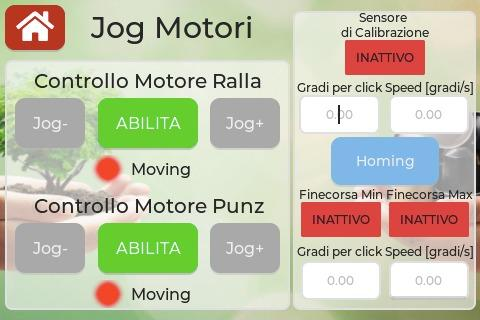 Jog Motori
Controllo Motore Ralla
Jog-
ABILITA
Jog+
Moving
Controllo Motore Punz
Jog-
ABILITA
Jog+
Moving
Sensore
di Calibrazione
INATTIVO
Gradi per click Speed [gradi/s]
0.00 0.00
Homing
Finecorsa Min Finecorsa Max
INATTIVO INATTIVO
Gradi per click Speed [gradi/s]
0.00 0.00